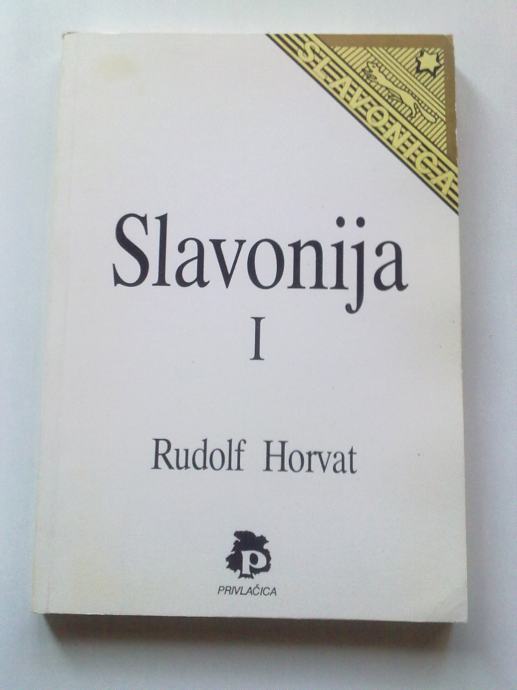 SLAVONICA
Slavonija
I
Rudolf Horvat
P
PRIVLAČICA